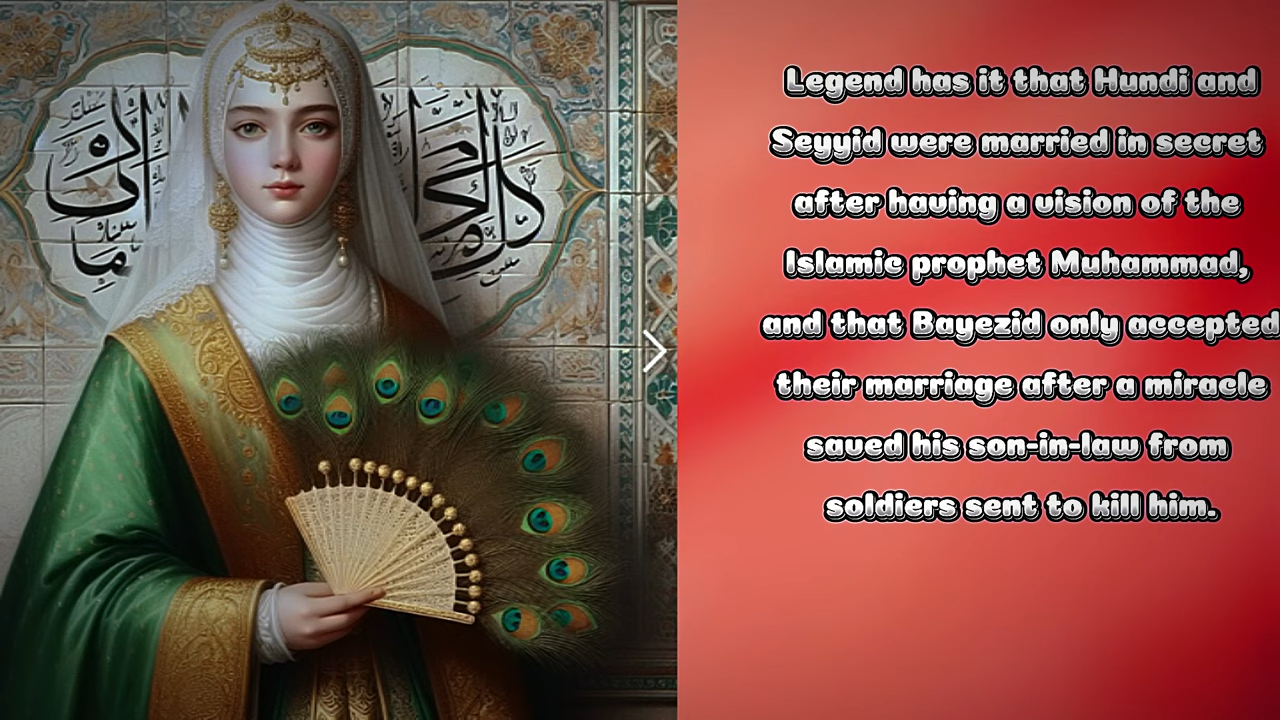 Legend has it that Hundi and
Seyyid were married in secret
after having a vision of the
Islamic prophet Muhammad,
and that Bayezid only accepted
their marriage after a miracle
saved his son-in-law from
soldiers sent to kill him.